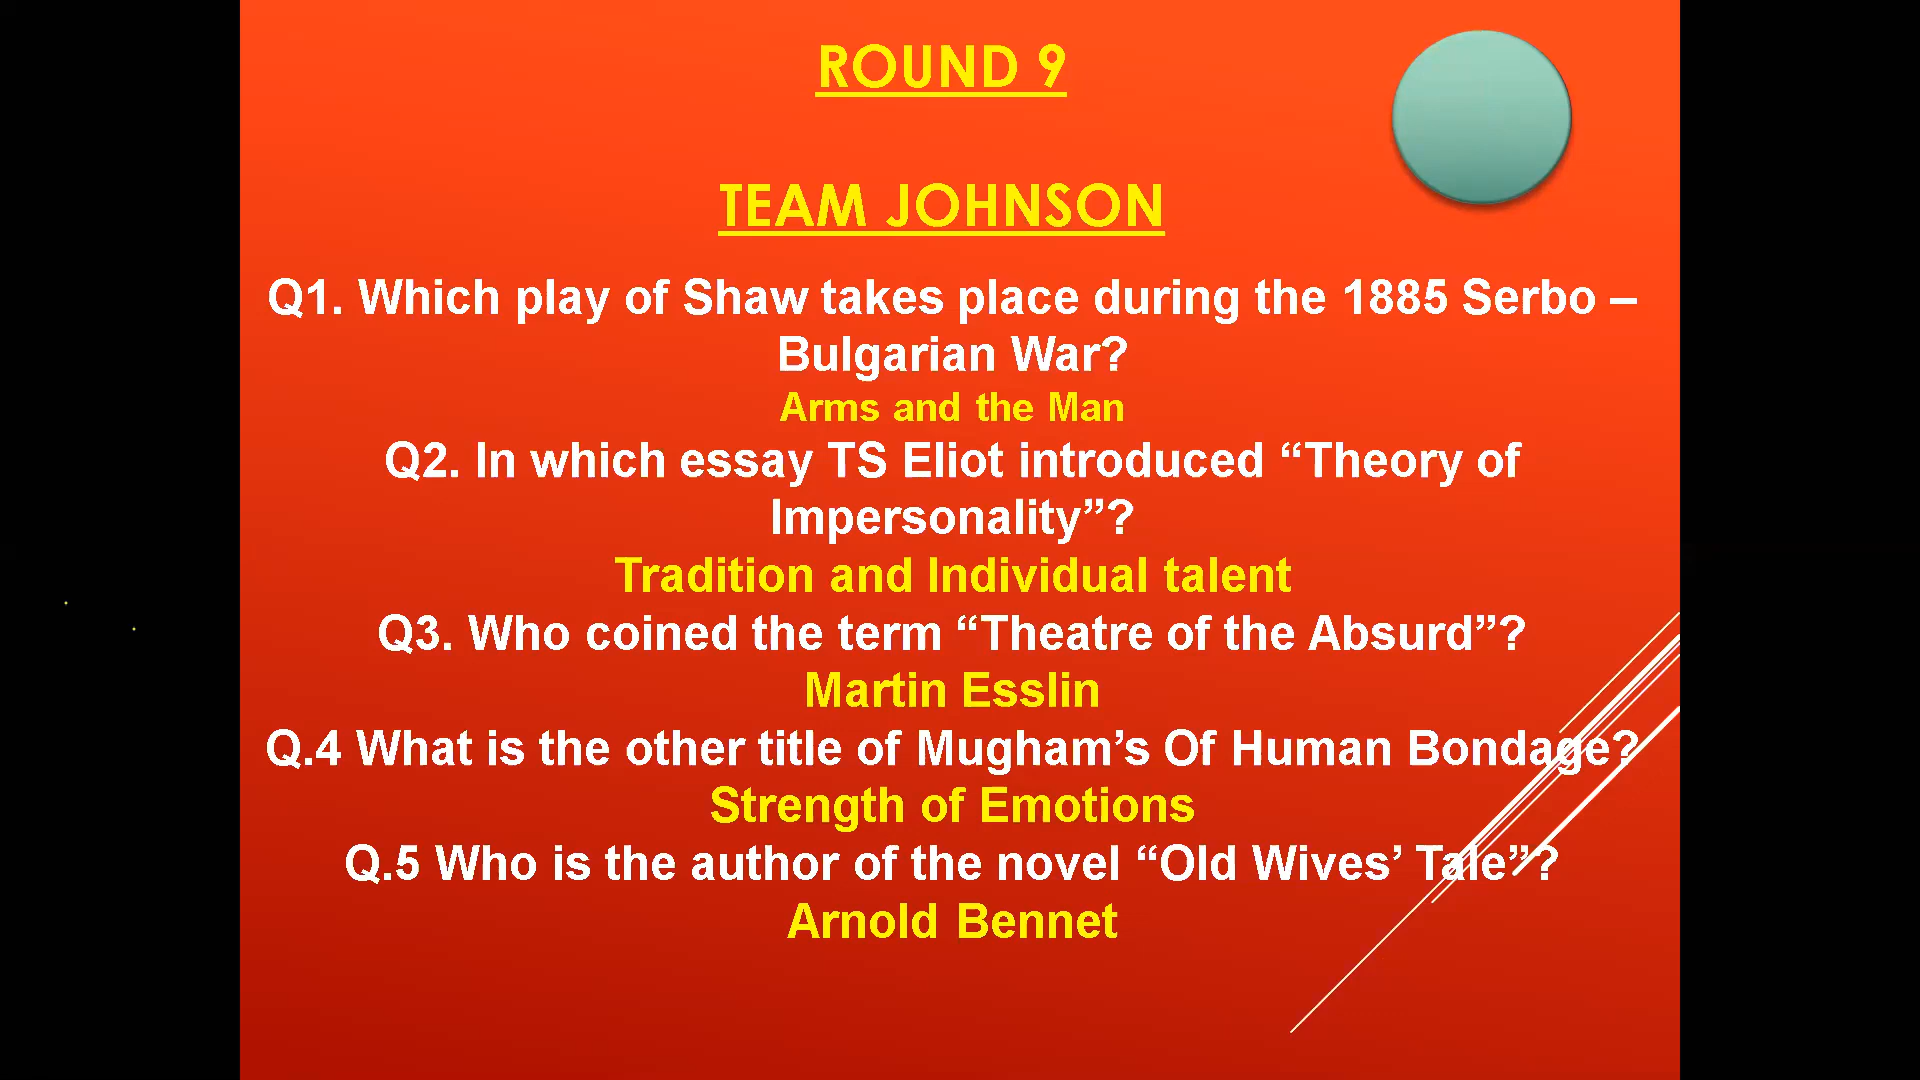 ROUND 9
TEAM JOHNSON
Q1. Which play of Shaw takes place during the 1885 Serbo –
Bulgarian War?
Arms and the Man
Q2. In which essay TS Eliot introduced “Theory of
Impersonality”?
Tradition and Individual talent
Q3. Who coined the term “Theatre of the Absurd”?
Martin Esslin
Q.4 What is the other title of Mugham’s Of Human Bondage?
Strength of Emotions
Q.5 Who is the author of the novel “Old Wives’ Tale”?
Arnold Bennet